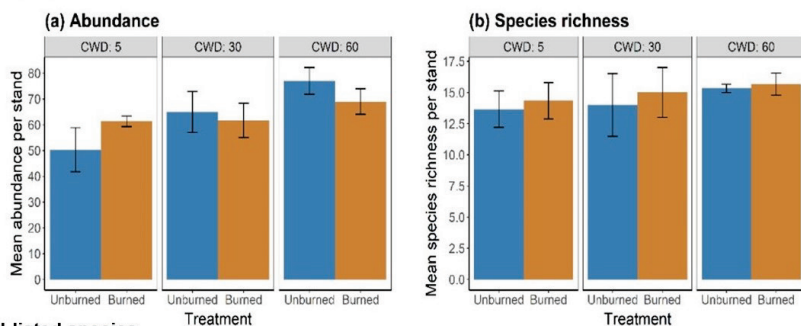 (a) Abundance
CWD: 5 CWD: 30 CWD: 60
Mean abundance per stand
80
70
60
50
40
30
20
10
0
Unburned Burned Unburned Burned Unburned Burned
Treatment
(b) Species richness
CWD: 5 CWD: 30 CWD: 60
Mean species richness per stand
17.5
15.0
12.5
10.0
7.5
5.0
2.5
0.0
Unburned Burned Unburned Burned Unburned Burned
Treatment